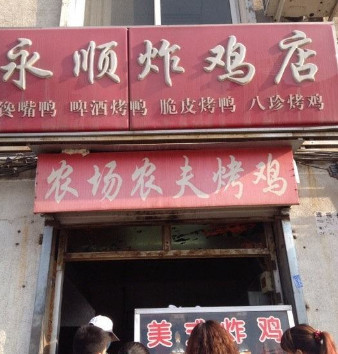 永顺炸鸡店
馋嘴鸭 啤酒烤鸭 脆皮烤鸭 八珍烤鸡
农场农夫烤鸡
美式炸鸡